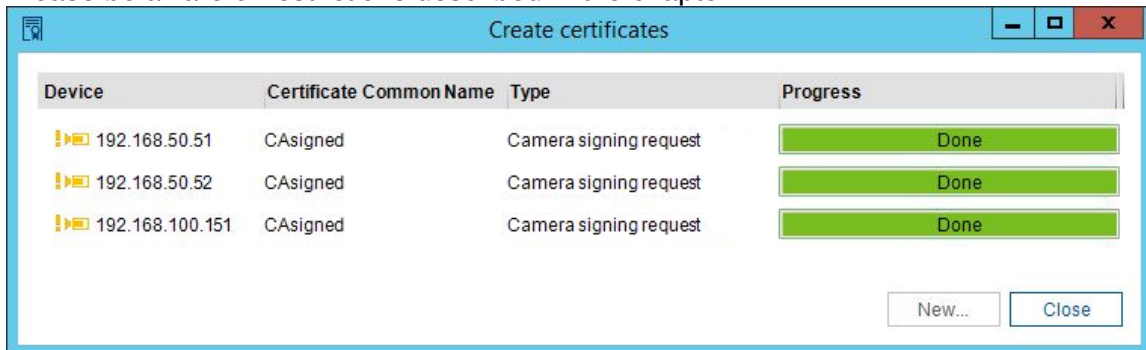 Create certificates
Device Certificate Common Name Type Progress
192.168.50.51 CAsigned Camera signing request Done
192.168.50.52 CAsigned Camera signing request Done
192.168.100.151 CAsigned Camera signing request Done
New... Close